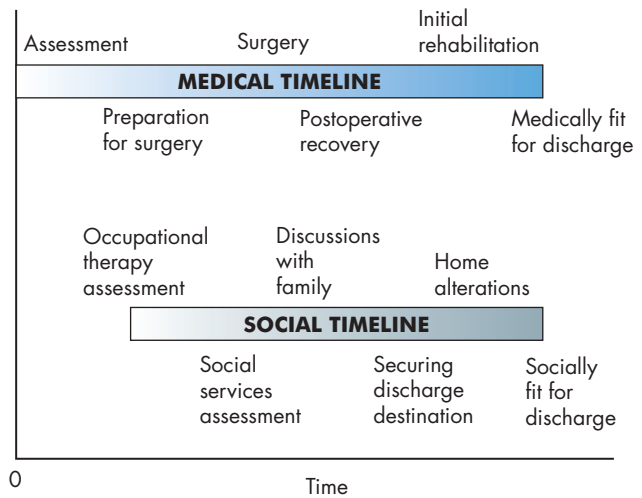 Assessment
Surgery
Initial
rehabilitation
MEDICAL TIMELINE
Preparation
for surgery
Postoperative
recovery
Medically fit
for discharge
Occupational
therapy
assessment
Discussions
with
family
Home
alterations
SOCIAL TIMELINE
Social
services
assessment
Securing
discharge
destination
Socially
fit for
discharge
0
Time